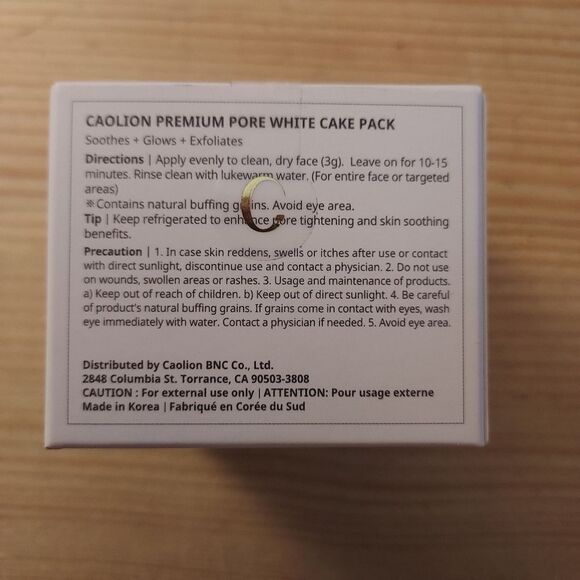 CAOLION PREMIUM PORE WHITE CAKE PACK
Soothes + Glows + Exfoliates
Directions | Apply evenly to clean, dry face (3g). Leave on for 10-15
minutes. Rinse clean with lukewarm water. (For entire face or targeted
areas)
※Contains natural buffing grains. Avoid eye area.
Tip | Keep refrigerated to enhance pore tightening and skin soothing
benefits.
C
Precaution | 1. In case skin reddens, swells or itches after use or contact
with direct sunlight, discontinue use and contact a physician. 2. Do not use
on wounds, swollen areas or rashes. 3. Usage and maintenance of products.
a) Keep out of reach of children. b) Keep out of direct sunlight. 4. Be careful
of product's natural buffing grains. If grains come in contact with eyes, wash
eye immediately with water. Contact a physician if needed. 5. Avoid eye area.
Distributed by Caolion BNC Co., Ltd.
2848 Columbia St. Torrance, CA 90503-3808
CAUTION : For external use only | ATTENTION: Pour usage externe
Made in Korea | Fabriqué en Corée du Sud